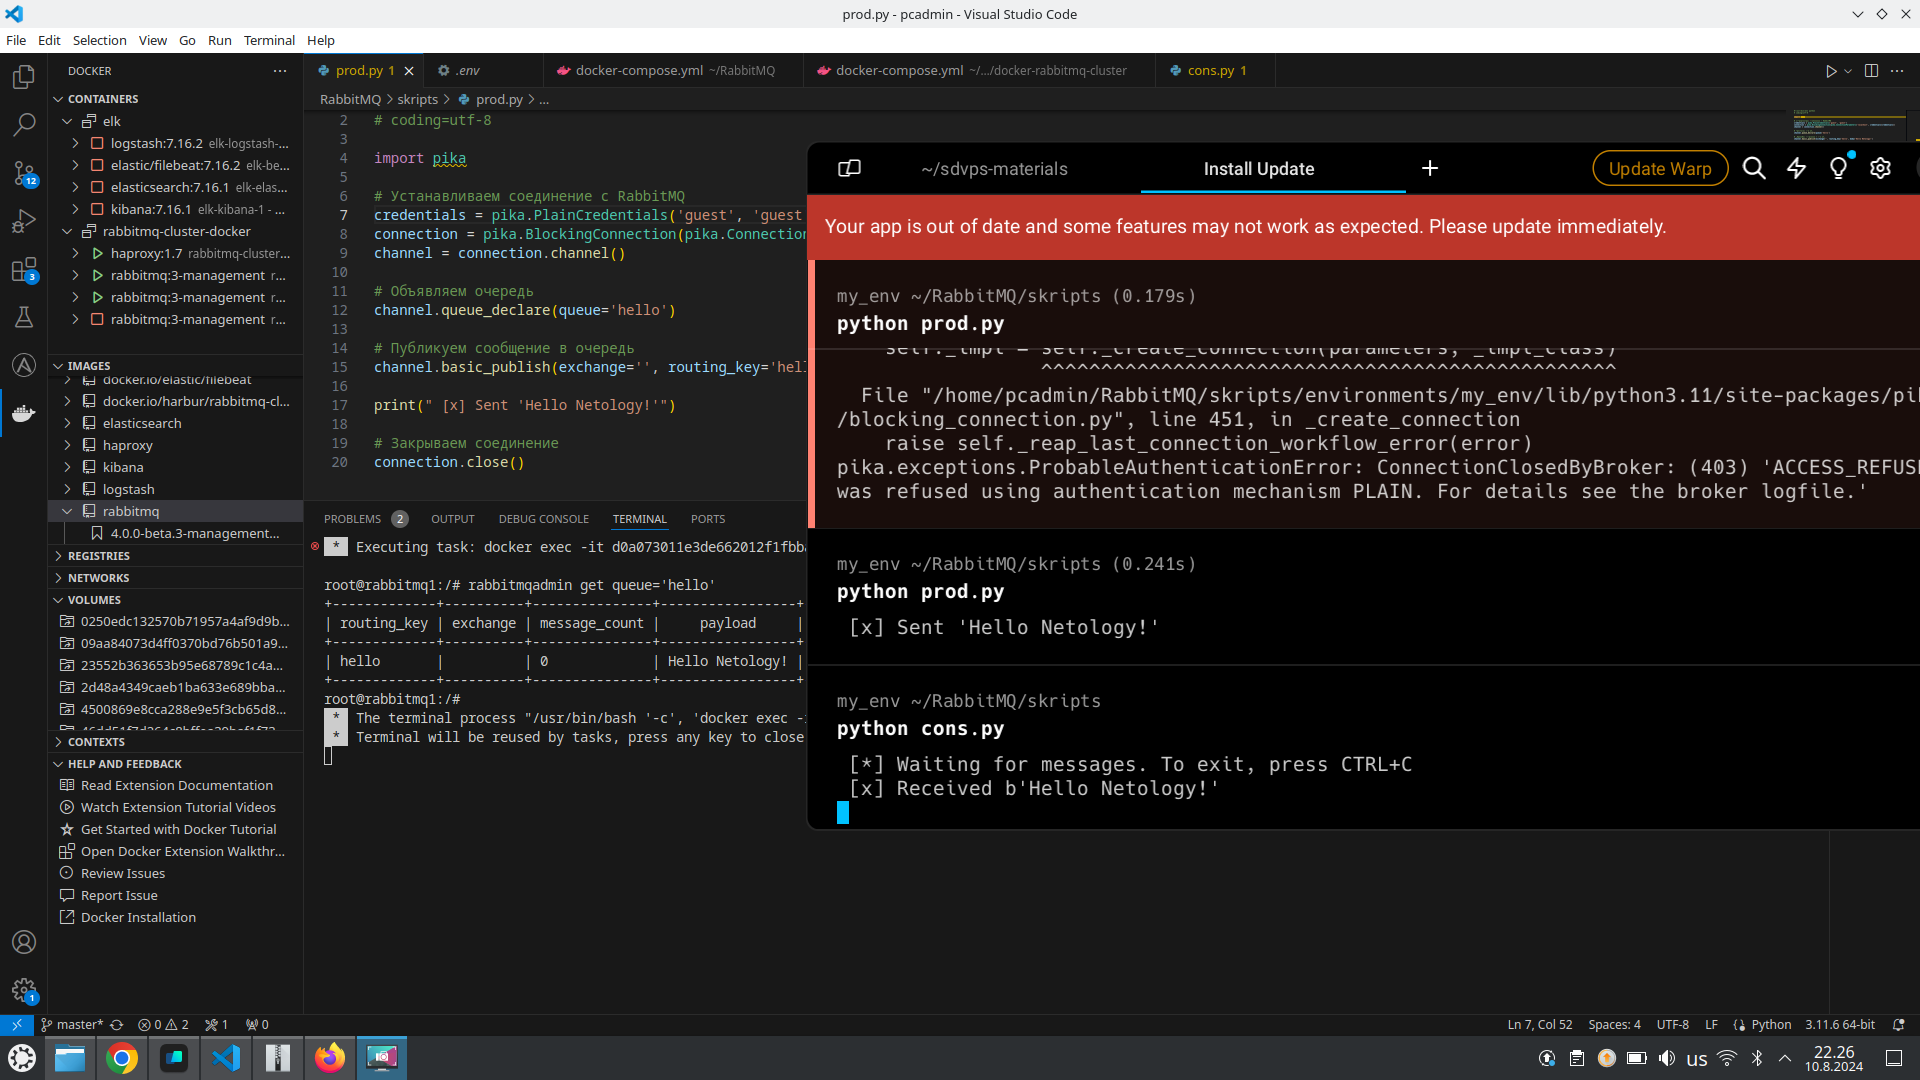 prod.py - pcadmin - Visual Studio Code
File Edit Selection View Go Run Terminal Help
DOCKER
prod.py 1
.env
docker-compose.yml ~/RabbitMQ
docker-compose.yml ~/.../docker-rabbitmq-cluster
cons.py 1
RabbitMQ > skripts > prod.py > ...
CONTAINERS
elk
logstash:7.16.2 elk-logstash-...
elastic/filebeat:7.16.2 elk-be...
elasticsearch:7.16.1 elk-elas...
kibana:7.16.1 elk-kibana-1 - ...
rabbitmq-cluster-docker
haproxy:1.7 rabbitmq-cluster...
rabbitmq:3-management r...
rabbitmq:3-management r...
rabbitmq:3-management r...
IMAGES
docker.io/elastic/filebeat
docker.io/harbur/rabbitmq-cl...
elasticsearch
haproxy
kibana
logstash
rabbitmq
4.0.0-beta.3-management...
REGISTRIES
NETWORKS
VOLUMES
0250edc132570b71957a4af9d9b...
09aa84073d4ff0370bd76b501a9...
23552b363653b95e68789c1c4a...
2d48a4349caeb1ba633e689bba...
4500869e8cca288e9e5f3cb65d8...
CONTEXTS
HELP AND FEEDBACK
Read Extension Documentation
Watch Extension Tutorial Videos
Get Started with Docker Tutorial
Open Docker Extension Walkthr...
Review Issues
Report Issue
Docker Installation
12
3
1
2 # coding=utf-8
3
4 import pika
5
6 # Устанавливаем соединение с RabbitMQ
7 credentials = pika.PlainCredentials('guest', 'guest
8 connection = pika.BlockingConnection(pika.Connection
9 channel = connection.channel()
10
11 # Объявляем очередь
12 channel.queue_declare(queue='hello')
13
14 # Публикуем сообщение в очередь
15 channel.basic_publish(exchange='', routing_key='hel
16
17 print(" [x] Sent 'Hello Netology!'")
18
19 # Закрываем соединение
20 connection.close()
PROBLEMS 2 OUTPUT DEBUG CONSOLE TERMINAL PORTS
* Executing task: docker exec -it d0a073011e3de662012f1fbb
root@rabbitmq1:/# rabbitmqadmin get queue='hello'
+-------------+----------+---------------+-----------------+
| routing_key | exchange | message_count |     payload     |
+-------------+----------+---------------+-----------------+
| hello       |          | 0             | Hello Netology! |
+-------------+----------+---------------+-----------------+
root@rabbitmq1:/#
* The terminal process "/usr/bin/bash '-c', 'docker exec -
* Terminal will be reused by tasks, press any key to close
~/sdvps-materials
Install Update
+
Update Warp
Your app is out of date and some features may not work as expected. Please update immediately.
my_env ~/RabbitMQ/skripts (0.179s)
python prod.py
self._impl = self._create_connection(parameters, _impl_class)
^^^^^^^^^^^^^^^^^^^^^^^^^^^^^^^^^^^^^^^^^^^^^^^^
File "/home/pcadmin/RabbitMQ/skripts/environments/my_env/lib/python3.11/site-packages/pi
/blocking_connection.py", line 451, in _create_connection
raise self._reap_last_connection_workflow_error(error)
pika.exceptions.ProbableAuthenticationError: ConnectionClosedByBroker: (403) 'ACCESS_REFUS
was refused using authentication mechanism PLAIN. For details see the broker logfile.'
my_env ~/RabbitMQ/skripts (0.241s)
python prod.py
[x] Sent 'Hello Netology!'
my_env ~/RabbitMQ/skripts
python cons.py
[*] Waiting for messages. To exit, press CTRL+C
[x] Received b'Hello Netology!'
master* 0 2 1 0
Ln 7, Col 52 Spaces: 4 UTF-8 LF Python 3.11.6 64-bit
us
22.26
10.8.2024